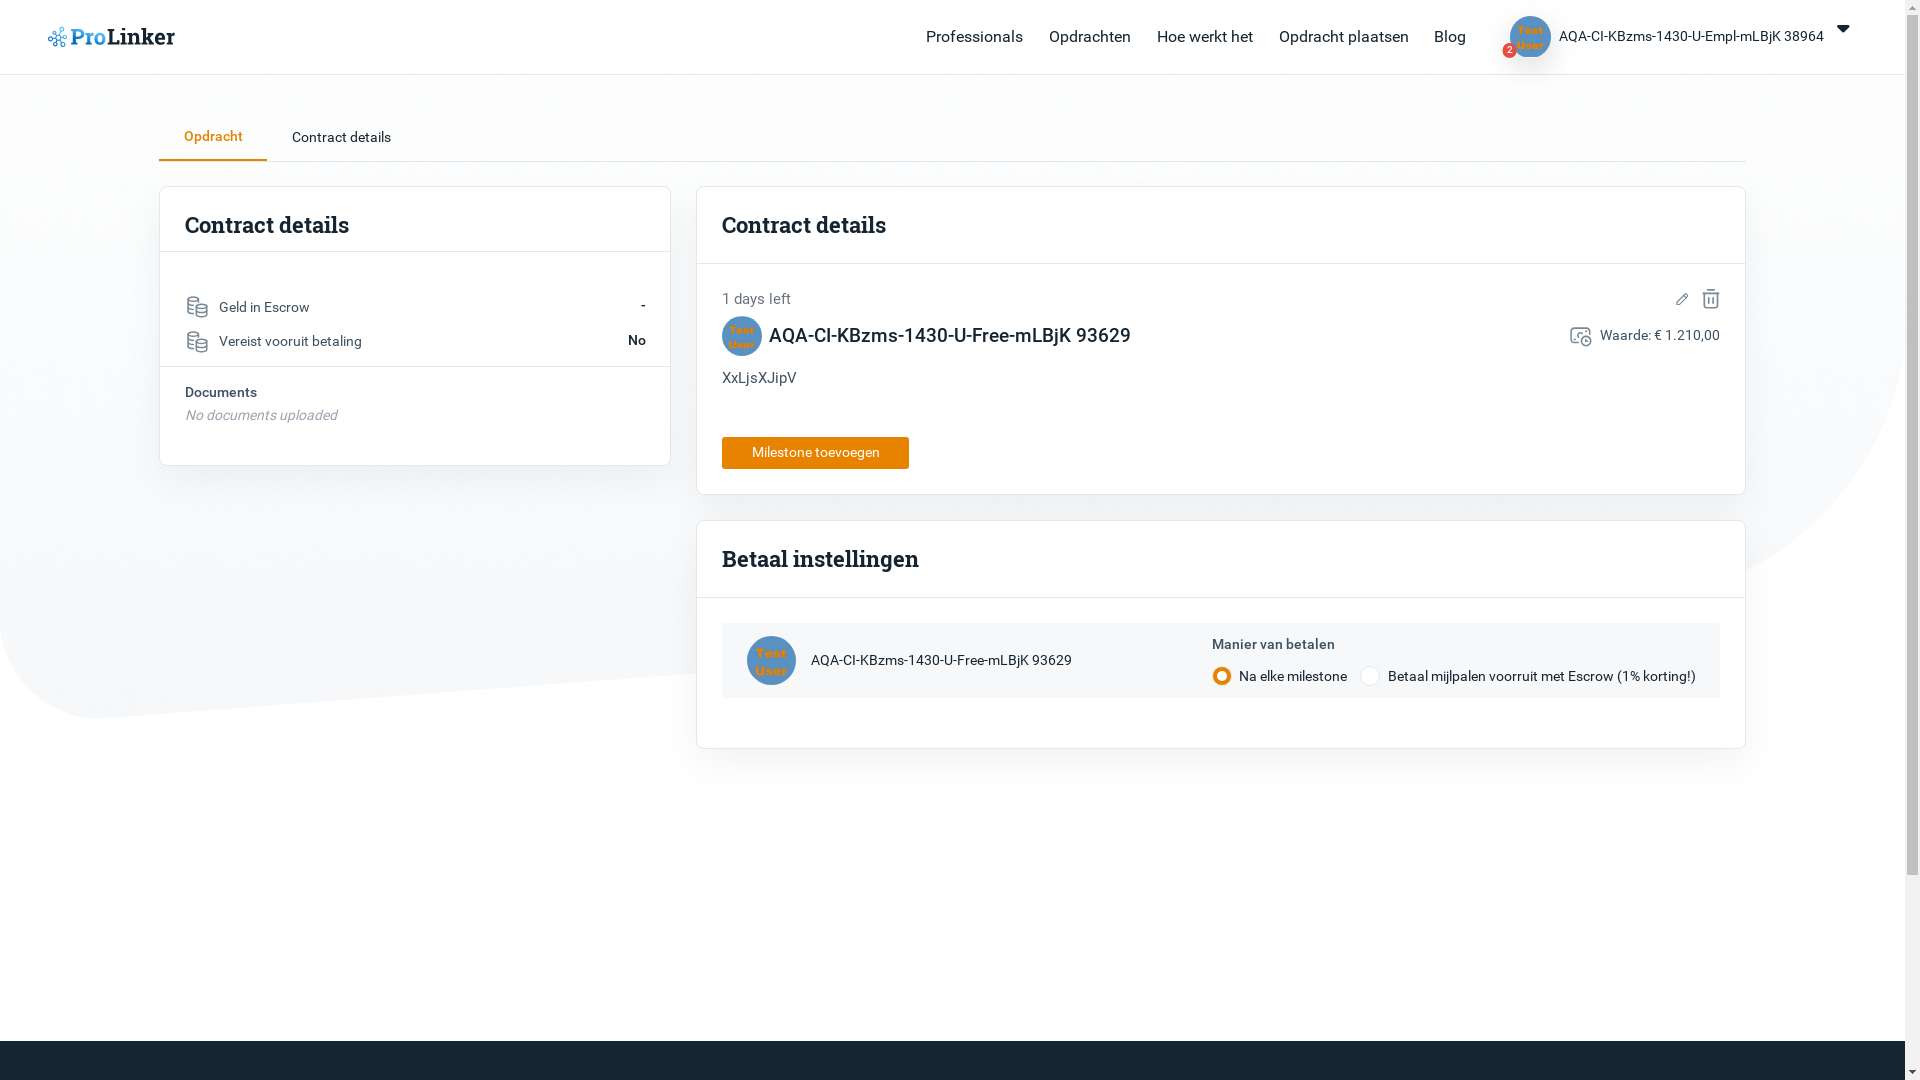 ProLinker
Professionals Opdrachten Hoe werkt het Opdracht plaatsen Blog
Test User
2
AQA-CI-KBzms-1430-U-Empl-mLBjK 38964
Opdracht Contract details
Contract details
Geld in Escrow -
Vereist vooruit betaling No
Documents
No documents uploaded
Contract details
1 days left
Test User
AQA-CI-KBzms-1430-U-Free-mLBjK 93629
Waarde: € 1.210,00
XxLjsXJipV
Milestone toevoegen
Betaal instellingen
Test User
AQA-CI-KBzms-1430-U-Free-mLBjK 93629
Manier van betalen
Na elke milestone Betaal mijlpalen voorruit met Escrow (1% korting!)